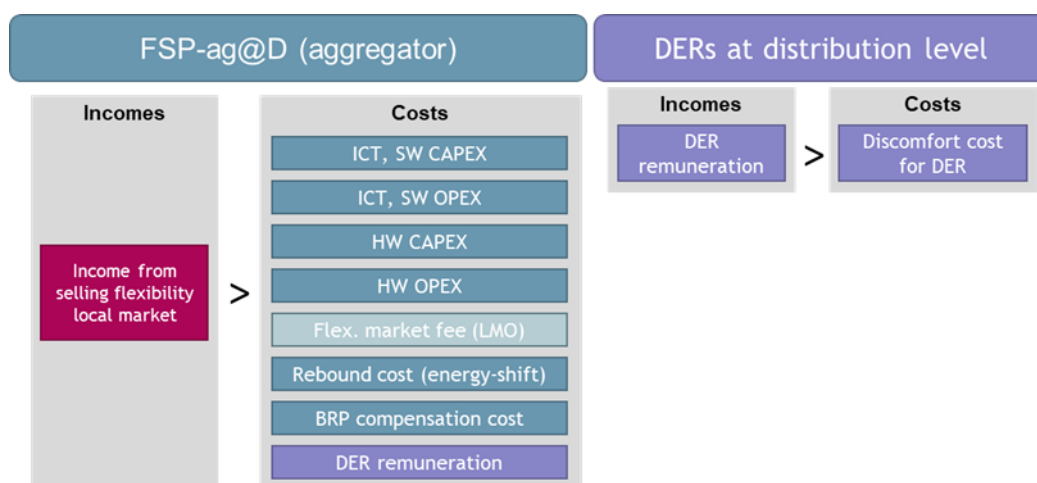 FSP-ag@D (aggregator)
Incomes
Income from
selling flexibility
local market
>
Costs
ICT, SW CAPEX
ICT, SW OPEX
HW CAPEX
HW OPEX
Flex. market fee (LMO)
Rebound cost (energy-shift)
BRP compensation cost
DER remuneration
DERs at distribution level
Incomes
DER
remuneration
>
Costs
Discomfort cost
for DER